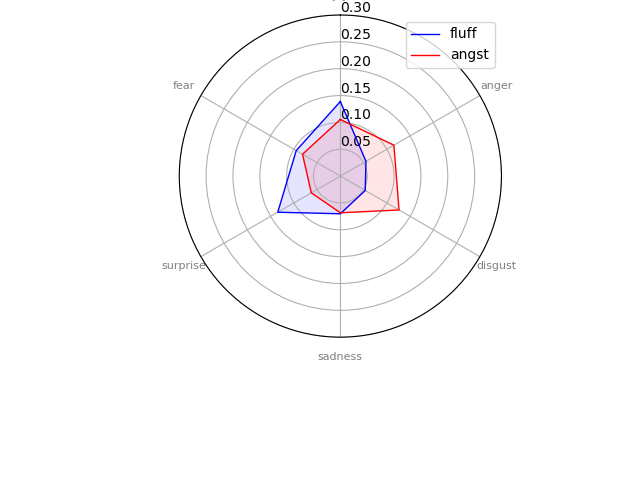 0.30
fluff
angst
0.25
0.20
0.15
0.10
0.05
fear
anger
surprise
disgust
sadness